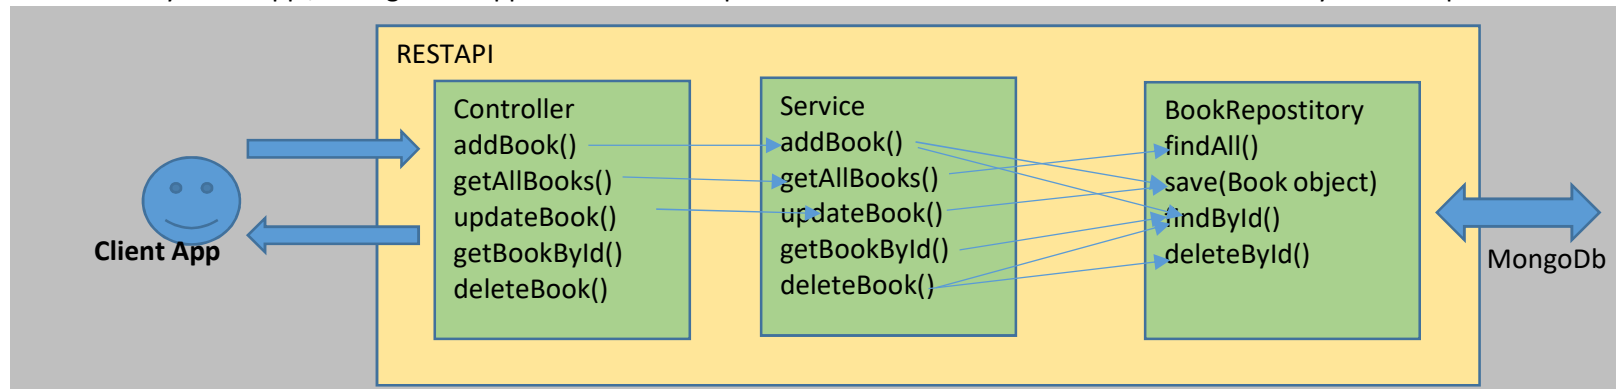 RESTAPI
Controller
addBook()
getAllBooks()
updateBook()
getBookById()
deleteBook()
Service
addBook()
getAllBooks()
updateBook()
getBookById()
deleteBook()
BookRepostitory
findAll()
save(Book object)
findById()
deleteById()
Client App
MongoDb